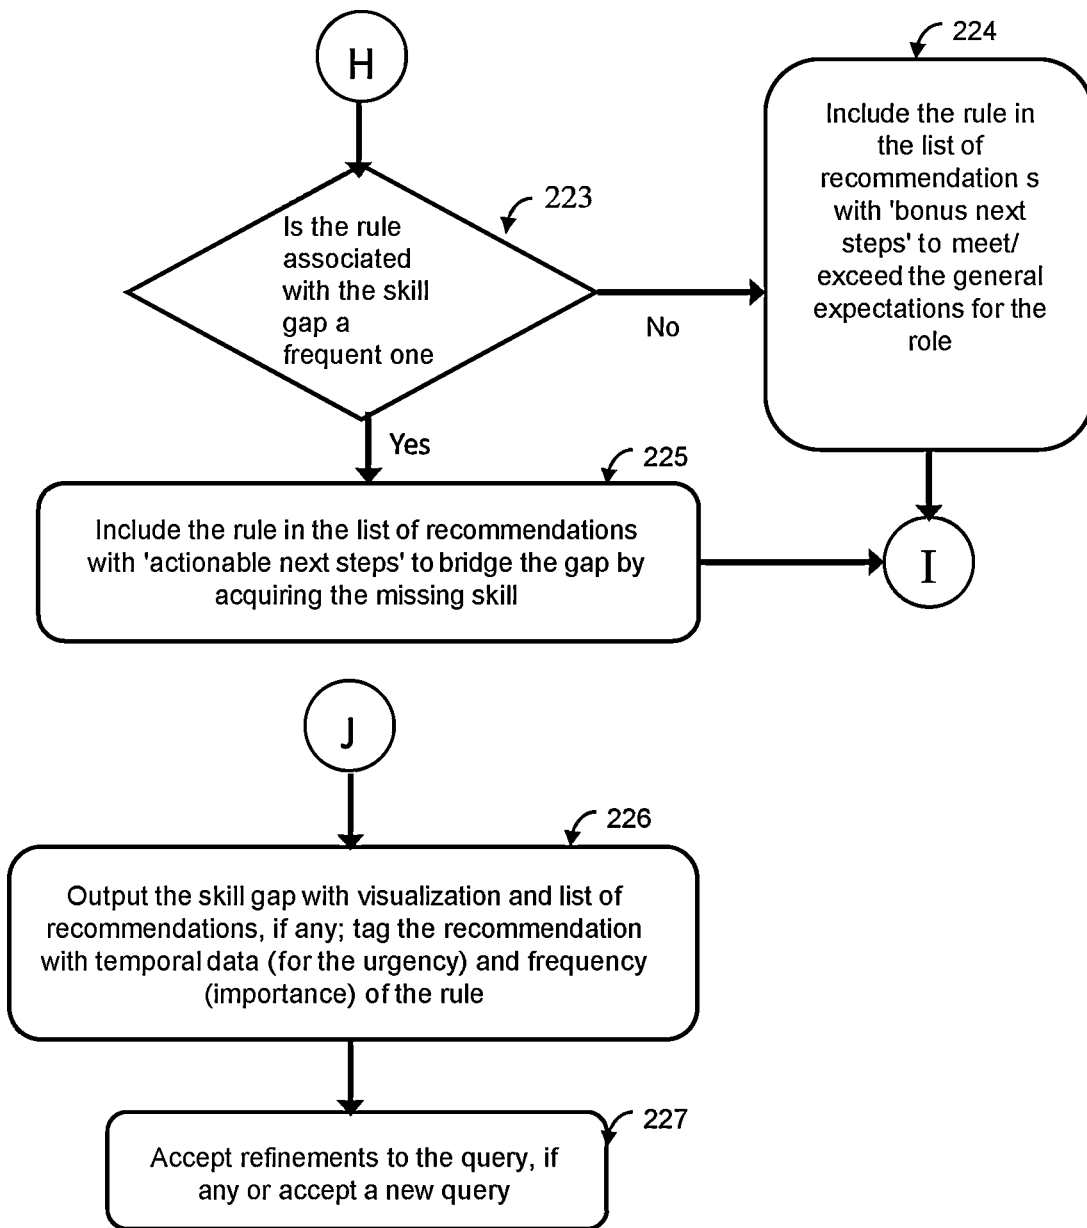 H
224
Include the rule in
the list of
recommendation s
with 'bonus next
steps' to meet/
exceed the general
expectations for the
role
223
Is the rule
associated
with the skill
gap a
frequent one
No
Yes
225
Include the rule in the list of recommendations
with 'actionable next steps' to bridge the gap by
acquiring the missing skill
I
J
226
Output the skill gap with visualization and list of
recommendations, if any; tag the recommendation
with temporal data (for the urgency) and frequency
(importance) of the rule
227
Accept refinements to the query, if
any or accept a new query